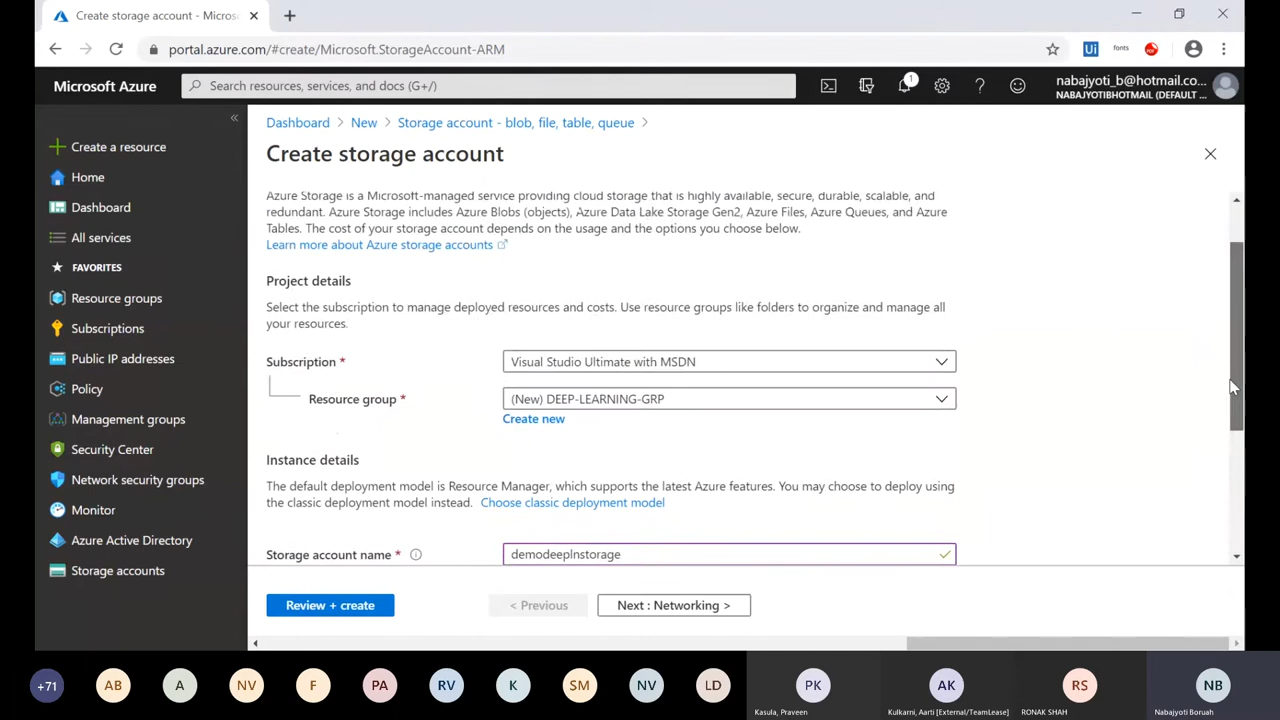 Create storage account - Micros
portal.azure.com/#create/Microsoft.StorageAccount-ARM
Ui
fonts
Microsoft Azure
Search resources, services, and docs (G+/)
1
nabajyoti_b@hotmail.co...
NABAJYOTIBHOTMAIL (DEFAULT ...
Dashboard > New > Storage account - blob, file, table, queue >
Create storage account
Create a resource
Home
Dashboard
All services
FAVORITES
Resource groups
Subscriptions
Public IP addresses
Policy
Management groups
Security Center
Network security groups
Monitor
Azure Active Directory
Storage accounts
Azure Storage is a Microsoft-managed service providing cloud storage that is highly available, secure, durable, scalable, and
redundant. Azure Storage includes Azure Blobs (objects), Azure Data Lake Storage Gen2, Azure Files, Azure Queues, and Azure
Tables. The cost of your storage account depends on the usage and the options you choose below.
Learn more about Azure storage accounts
Project details
Select the subscription to manage deployed resources and costs. Use resource groups like folders to organize and manage all
your resources.
Subscription *
Visual Studio Ultimate with MSDN
Resource group *
(New) DEEP-LEARNING-GRP
Create new
Instance details
The default deployment model is Resource Manager, which supports the latest Azure features. You may choose to deploy using
the classic deployment model instead. Choose classic deployment model
Storage account name *
demodeeplnstorage
Review + create
< Previous
Next : Networking >
+71
AB
A
NV
F
PA
RV
K
SM
NV
LD
PK
Kasula, Praveen
AK
Kulkarni, Aarti [External/TeamLease]
RS
RONAK SHAH
NB
Nabajyoti Boruah